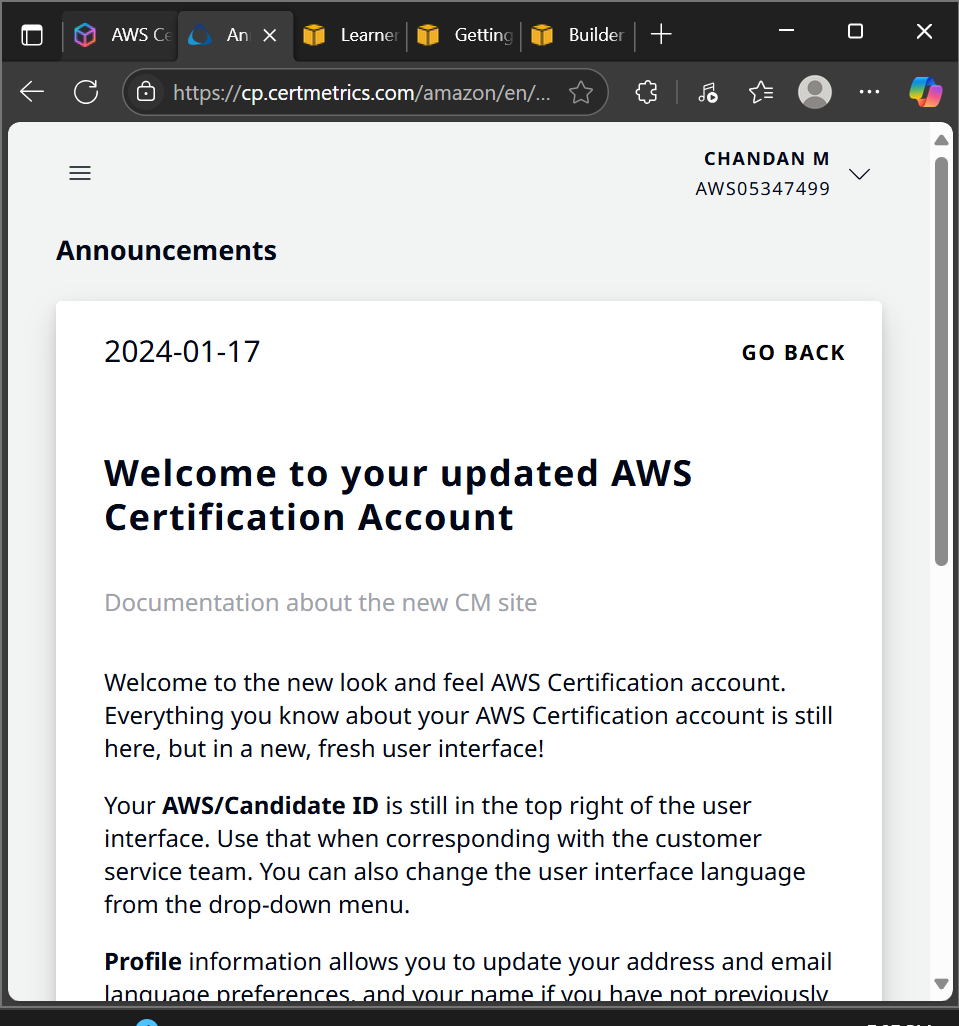 AWS Ce
An
Learner
Getting
Builder
https://cp.certmetrics.com/amazon/en/...
CHANDAN M
AWS05347499
Announcements
2024-01-17
GO BACK
Welcome to your updated AWS
Certification Account
Documentation about the new CM site
Welcome to the new look and feel AWS Certification account.
Everything you know about your AWS Certification account is still
here, but in a new, fresh user interface!
Your AWS/Candidate ID is still in the top right of the user
interface. Use that when corresponding with the customer
service team. You can also change the user interface language
from the drop-down menu.
Profile information allows you to update your address and email
language preferences, and your name if you have not previously